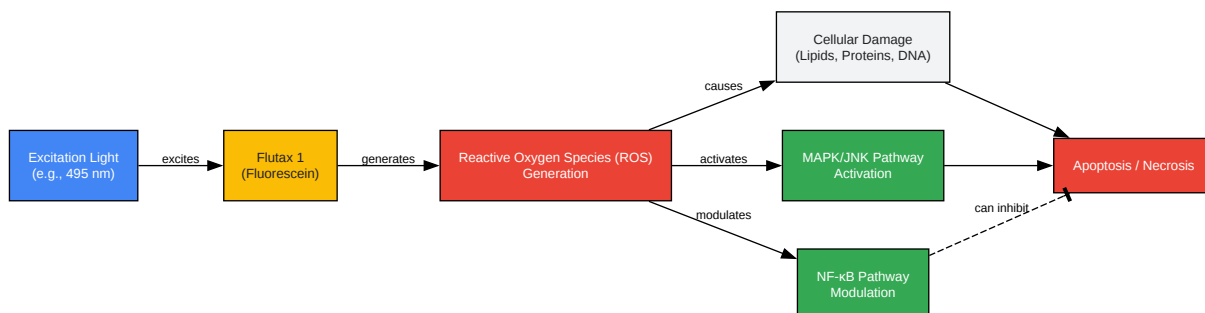 Excitation Light
(e.g., 495 nm)
excites
Flutax 1
(Fluorescein)
generates
Reactive Oxygen Species (ROS)
Generation
causes
Cellular Damage
(Lipids, Proteins, DNA)
activates
MAPK/JNK Pathway
Activation
modulates
NF-κB Pathway
Modulation
can inhibit
Apoptosis / Necrosis